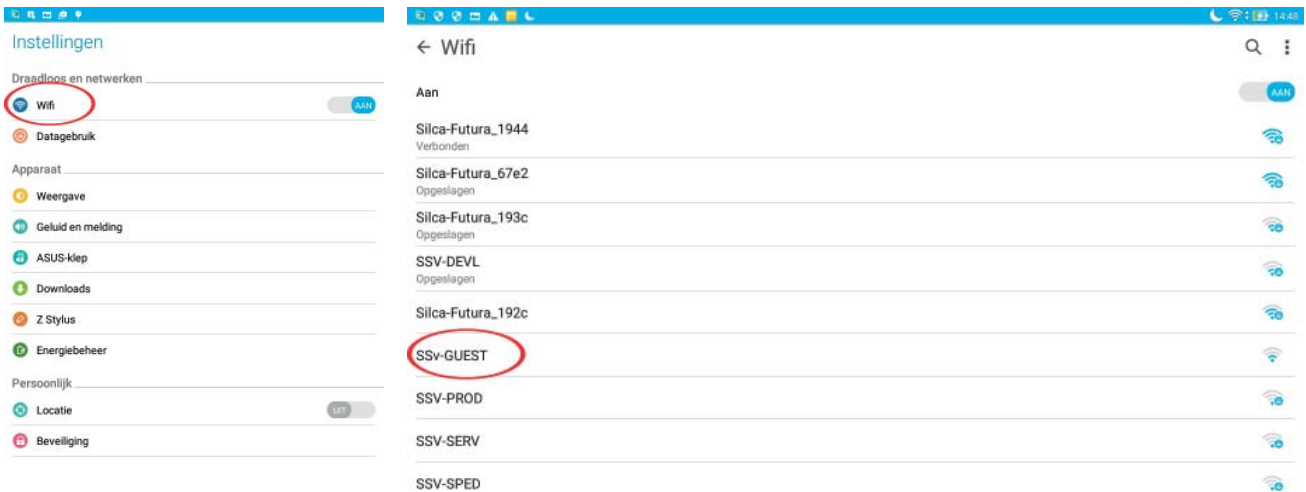 Instellingen
Draadloos en netwerken
Wifi AAN
Datagebruik
Apparaat
Weergave
Geluid en melding
ASUS-klep
Downloads
Z Stylus
Energiebeheer
Persoonlijk
Locatie UIT
Beveiliging
14:48
Wifi
Aan AAN
Silca-Futura_1944
Verbonden
Silca-Futura_67e2
Opgeslagen
Silca-Futura_193c
Opgeslagen
SSV-DEVL
Opgeslagen
Silca-Futura_192c
SSv-GUEST
SSV-PROD
SSV-SERV
SSV-SPED